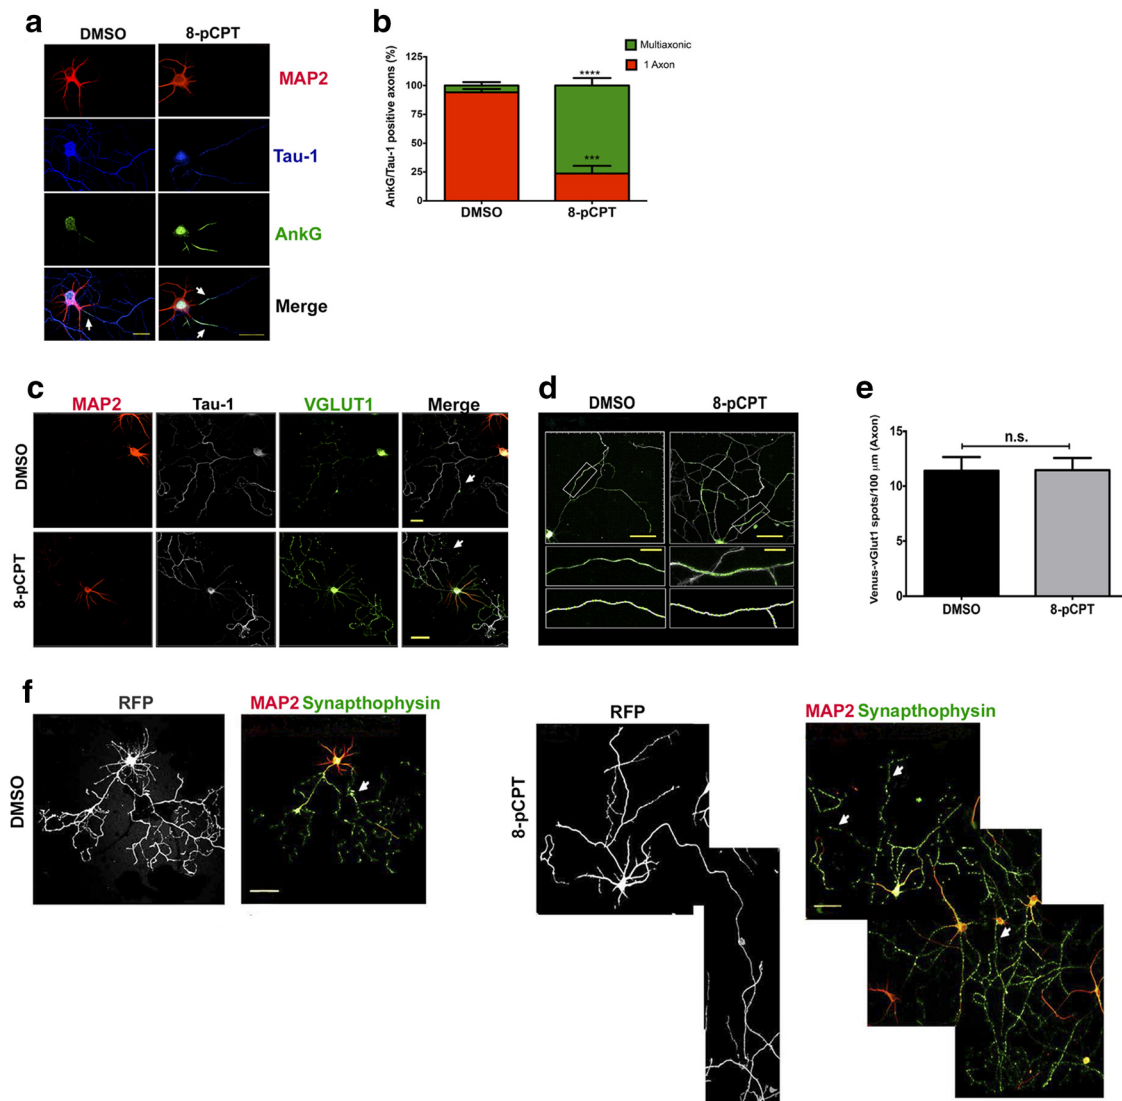 a
DMSO
8-pCPT
MAP2
Tau-1
AnkG
Merge
b
Multiaxonic
1 Axon
AnkG/Tau-1 positive axons (%)
125
100
75
50
25
0
****
***
DMSO
8-pCPT
c
MAP2
Tau-1
VGLUT1
Merge
DMSO
8-pCPT
d
DMSO
8-pCPT
e
n.s.
Venus-vGlut1 spots/100 µm (Axon)
15
10
5
0
DMSO
8-pCPT
f
RFP
MAP2 Synapthophysin
DMSO
RFP
MAP2 Synapthophysin
8-pCPT